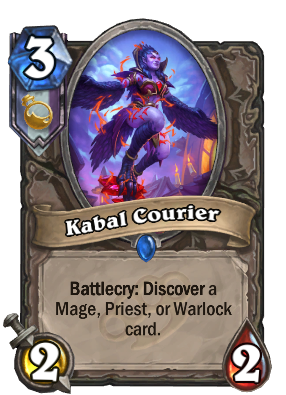 3
Kabal Courier
Battlecry: Discover a
Mage, Priest, or Warlock
card.
2 2